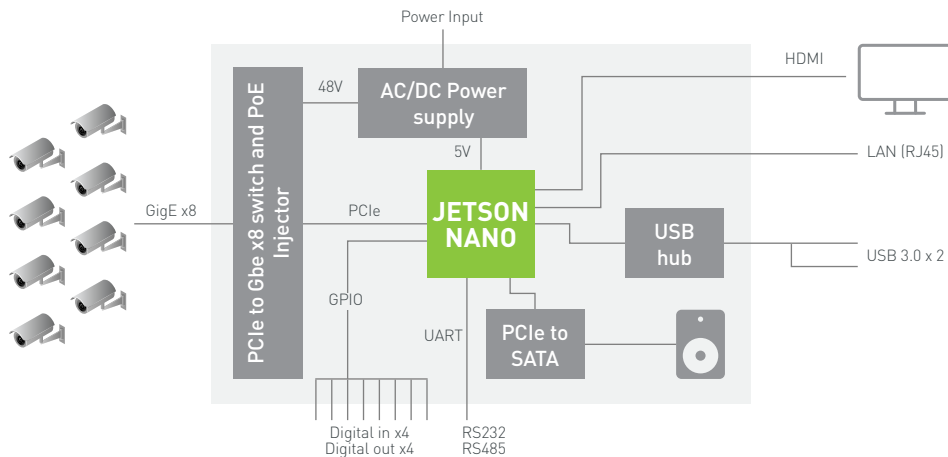 Power Input
HDMI
AC/DC Power
supply
48V
5V
LAN (RJ45)
PCIe to Gbe x8 switch and PoE
Injector
GigE x8
PCIe
JETSON
NANO
USB
hub
USB 3.0 x 2
GPIO
UART
PCIe to
SATA
Digital in x4
Digital out x4
RS232
RS485